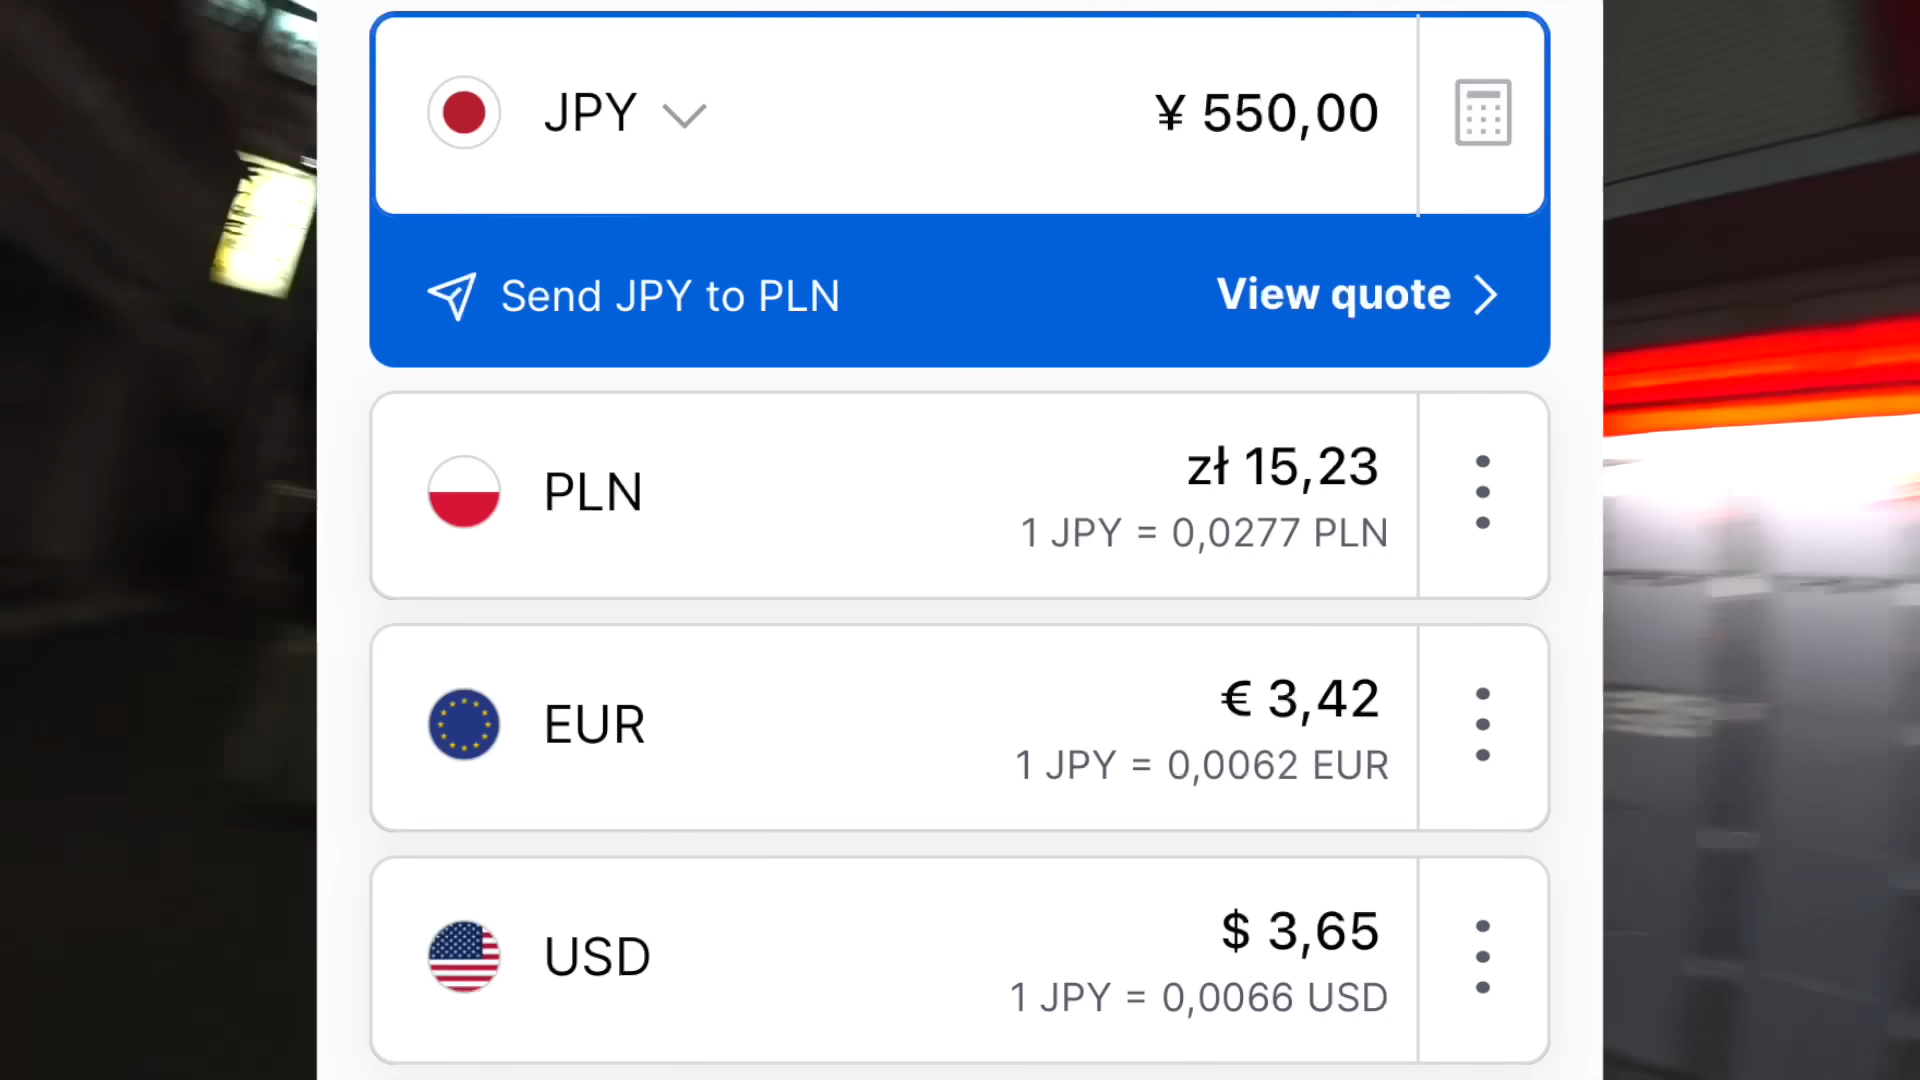 JPY
¥ 550,00
Send JPY to PLN
View quote
PLN
zł 15,23
1 JPY = 0,0277 PLN
EUR
€ 3,42
1 JPY = 0,0062 EUR
USD
$ 3,65
1 JPY = 0,0066 USD